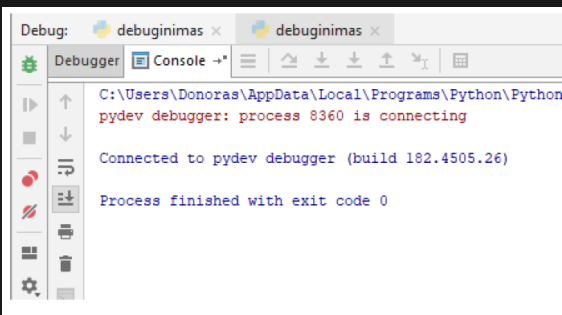 Debug: debuginimas × debuginimas ×
Debugger Console
C:\Users\Donoras\AppData\Local\Programs\Python\Python
pydev debugger: process 8360 is connecting
Connected to pydev debugger (build 182.4505.26)
Process finished with exit code 0